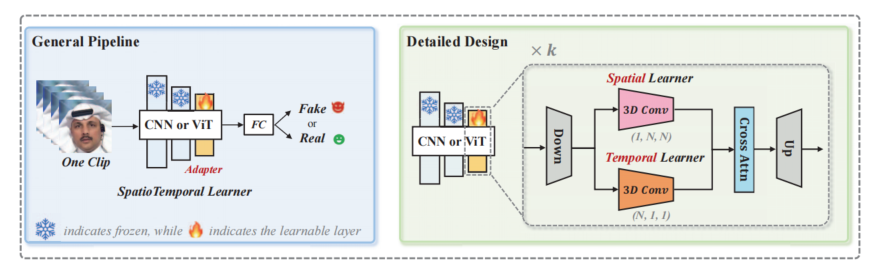 General Pipeline
CNN or ViT
FC
Fake
or
Real
One Clip
Adapter
SpatioTemporal Learner
indicates frozen, while indicates the learnable layer
Detailed Design
× k
CNN or ViT
Down
Spatial Learner
3D Conv
(1, N, N)
Temporal Learner
3D Conv
(N, 1, 1)
Cross Attn
Up